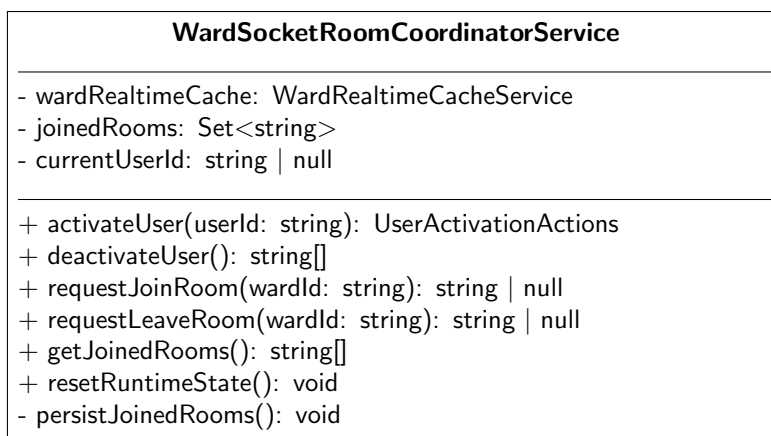 WardSocketRoomCoordinatorService
- wardRealtimeCache: WardRealtimeCacheService
- joinedRooms: Set<string>
- currentUserId: string | null
+ activateUser(userId: string): UserActivationActions
+ deactivateUser(): string[]
+ requestJoinRoom(wardId: string): string | null
+ requestLeaveRoom(wardId: string): string | null
+ getJoinedRooms(): string[]
+ resetRuntimeState(): void
- persistJoinedRooms(): void